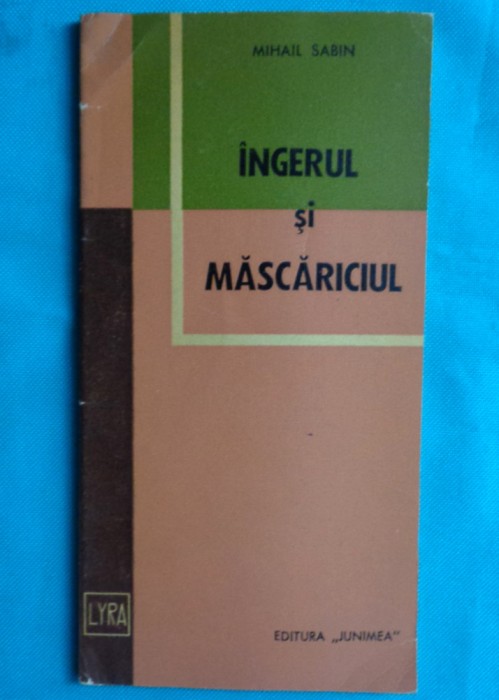 MIHAIL SABIN
ÎNGERUL
și
MĂSCĂRICIUL
LYRA
EDITURA „JUNIMEA"